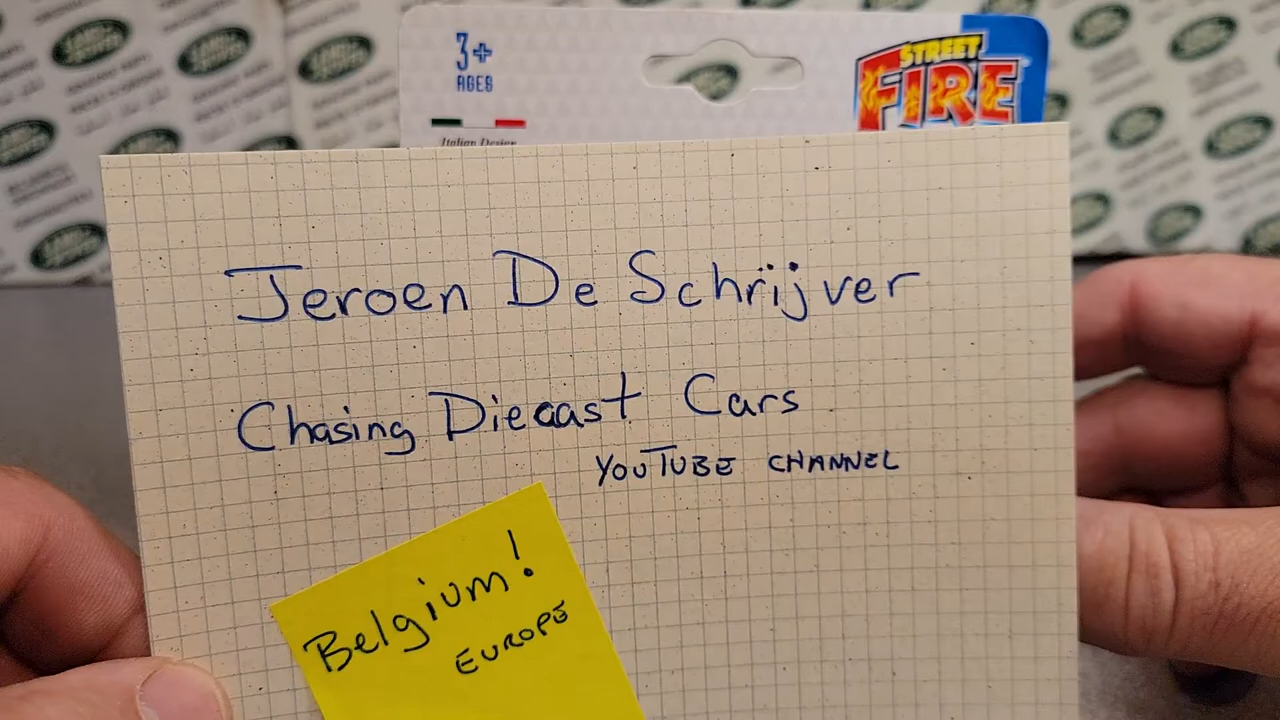 3+
AGES
STREET
FIRE
Italian Design
Jeroen De Schrijver
Chasing Diecast Cars
YOUTUBE CHANNEL
Belgium!
EUROPE